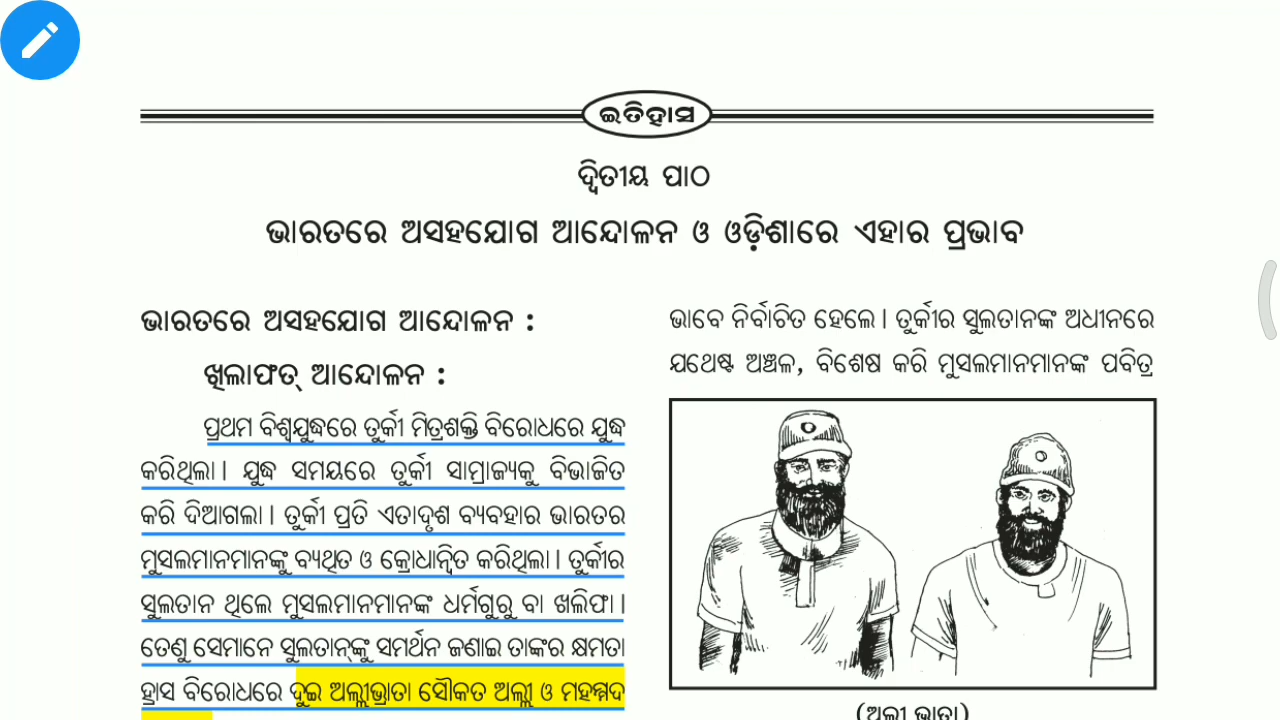 ଇତିହାସ
ଦ୍ଵିତୀୟ ପାଠ
ଭାରତରେ ଅସହଯୋଗ ଆନ୍ଦୋଳନ ଓ ଓଡ଼ିଶାରେ ଏହାର ପ୍ରଭାବ
ଭାରତରେ ଅସହଯୋଗ ଆନ୍ଦୋଳନ :
ଖିଲାଫତ୍ ଆନ୍ଦୋଳନ :
ପ୍ରଥମ ବିଶ୍ୱଯୁଦ୍ଧରେ ତୁର୍କୀ ମିତ୍ରଶକ୍ତି ବିରୋଧରେ ଯୁଦ୍ଧ
କରିଥିଲା । ଯୁଦ୍ଧ ସମୟରେ ତୁର୍କୀ ସାମ୍ରାଜ୍ୟକୁ ବିଭାଜିତ
କରି ଦିଆଗଲା । ତୁର୍କୀ ପ୍ରତି ଏତାଦୃଶ ବ୍ୟବହାର ଭାରତର
ମୁସଲମାନମାନଙ୍କୁ ବ୍ୟଥିତ ଓ କ୍ରୋଧାନ୍ୱିତ କରିଥିଲା । ତୁର୍କୀର
ସୁଲତାନ ଥିଲେ ମୁସଲମାନମାନଙ୍କ ଧର୍ମଗୁରୁ ବା ଖଲିଫା ।
ତେଣୁ ସେମାନେ ସୁଲତାନ୍‌ଙ୍କୁ ସମର୍ଥନ ଜଣାଇ ତାଙ୍କର କ୍ଷମତା
ହ୍ରାସ ବିରୋଧରେ ଦୁଇ ଅଲ୍ଲୀଭ୍ରାତା ସୌକତ ଅଲ୍ଲୀ ଓ ମହମ୍ମଦ
ଭାବେ ନିର୍ବାଚିତ ହେଲେ । ତୁର୍କୀର ସୁଲତାନଙ୍କ ଅଧୀନରେ
ଯଥେଷ୍ଟ ଅଞ୍ଚଳ, ବିଶେଷ କରି ମୁସଲମାନମାନଙ୍କ ପବିତ୍ର